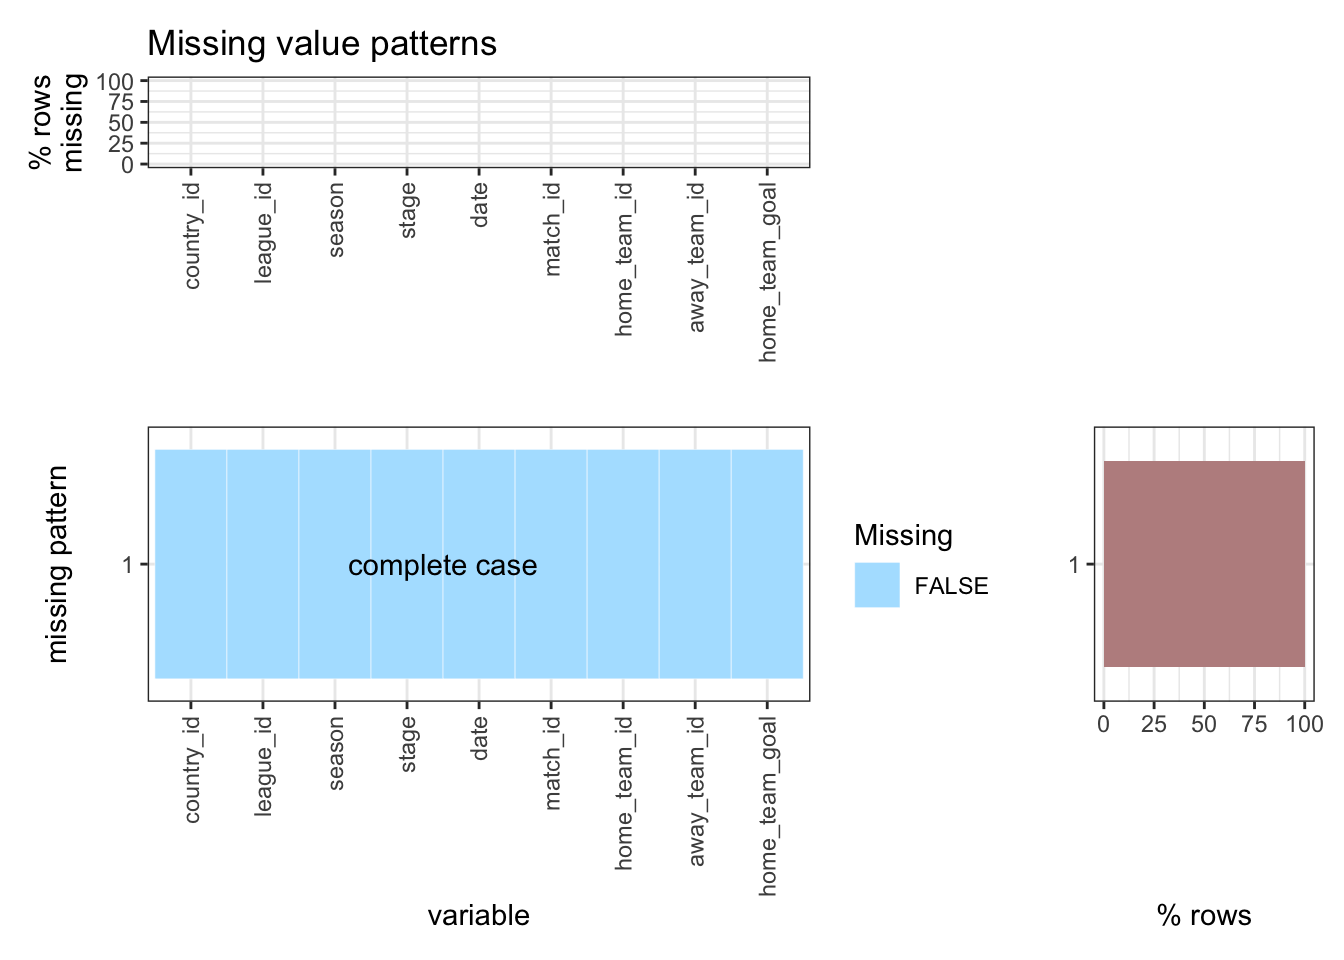 Missing value patterns
% rows
missing
100
75
50
25
0
country_id
league_id
season
stage
date
match_id
home_team_id
away_team_id
home_team_goal
missing pattern
1
complete case
country_id
league_id
season
stage
date
match_id
home_team_id
away_team_id
home_team_goal
variable
Missing
FALSE
1
0 25 50 75 100
% rows